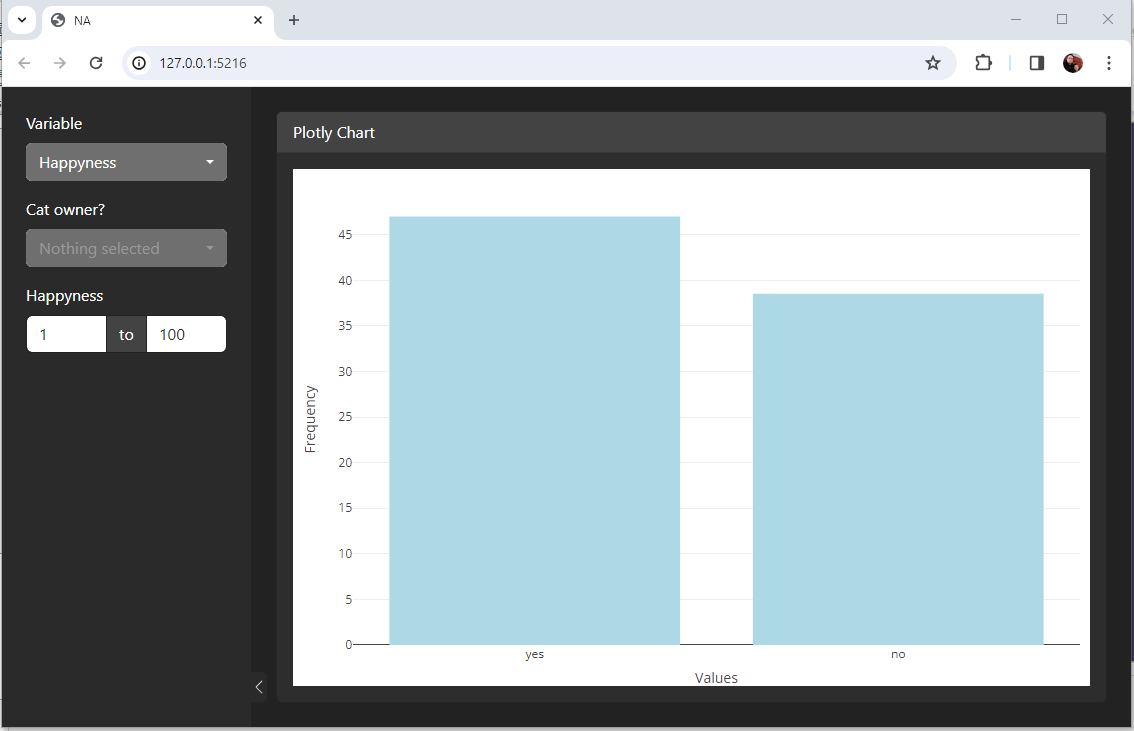 NA
127.0.0.1:5216
Variable
Happyness
Cat owner?
Nothing selected
Happyness
1 to 100
Plotly Chart
45
40
35
30
25
20
15
10
5
0
Frequency
yes no
Values